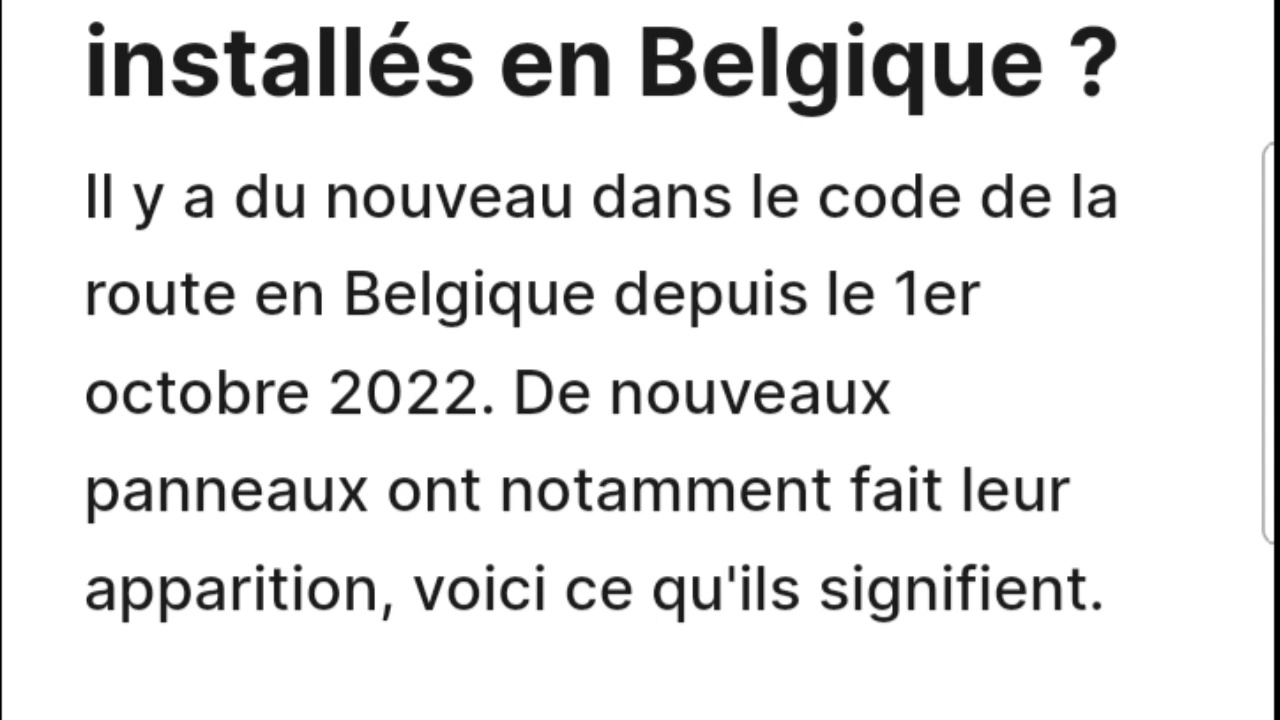 installés en Belgique ?
Il y a du nouveau dans le code de la
route en Belgique depuis le 1er
octobre 2022. De nouveaux
panneaux ont notamment fait leur
apparition, voici ce qu'ils signifient.